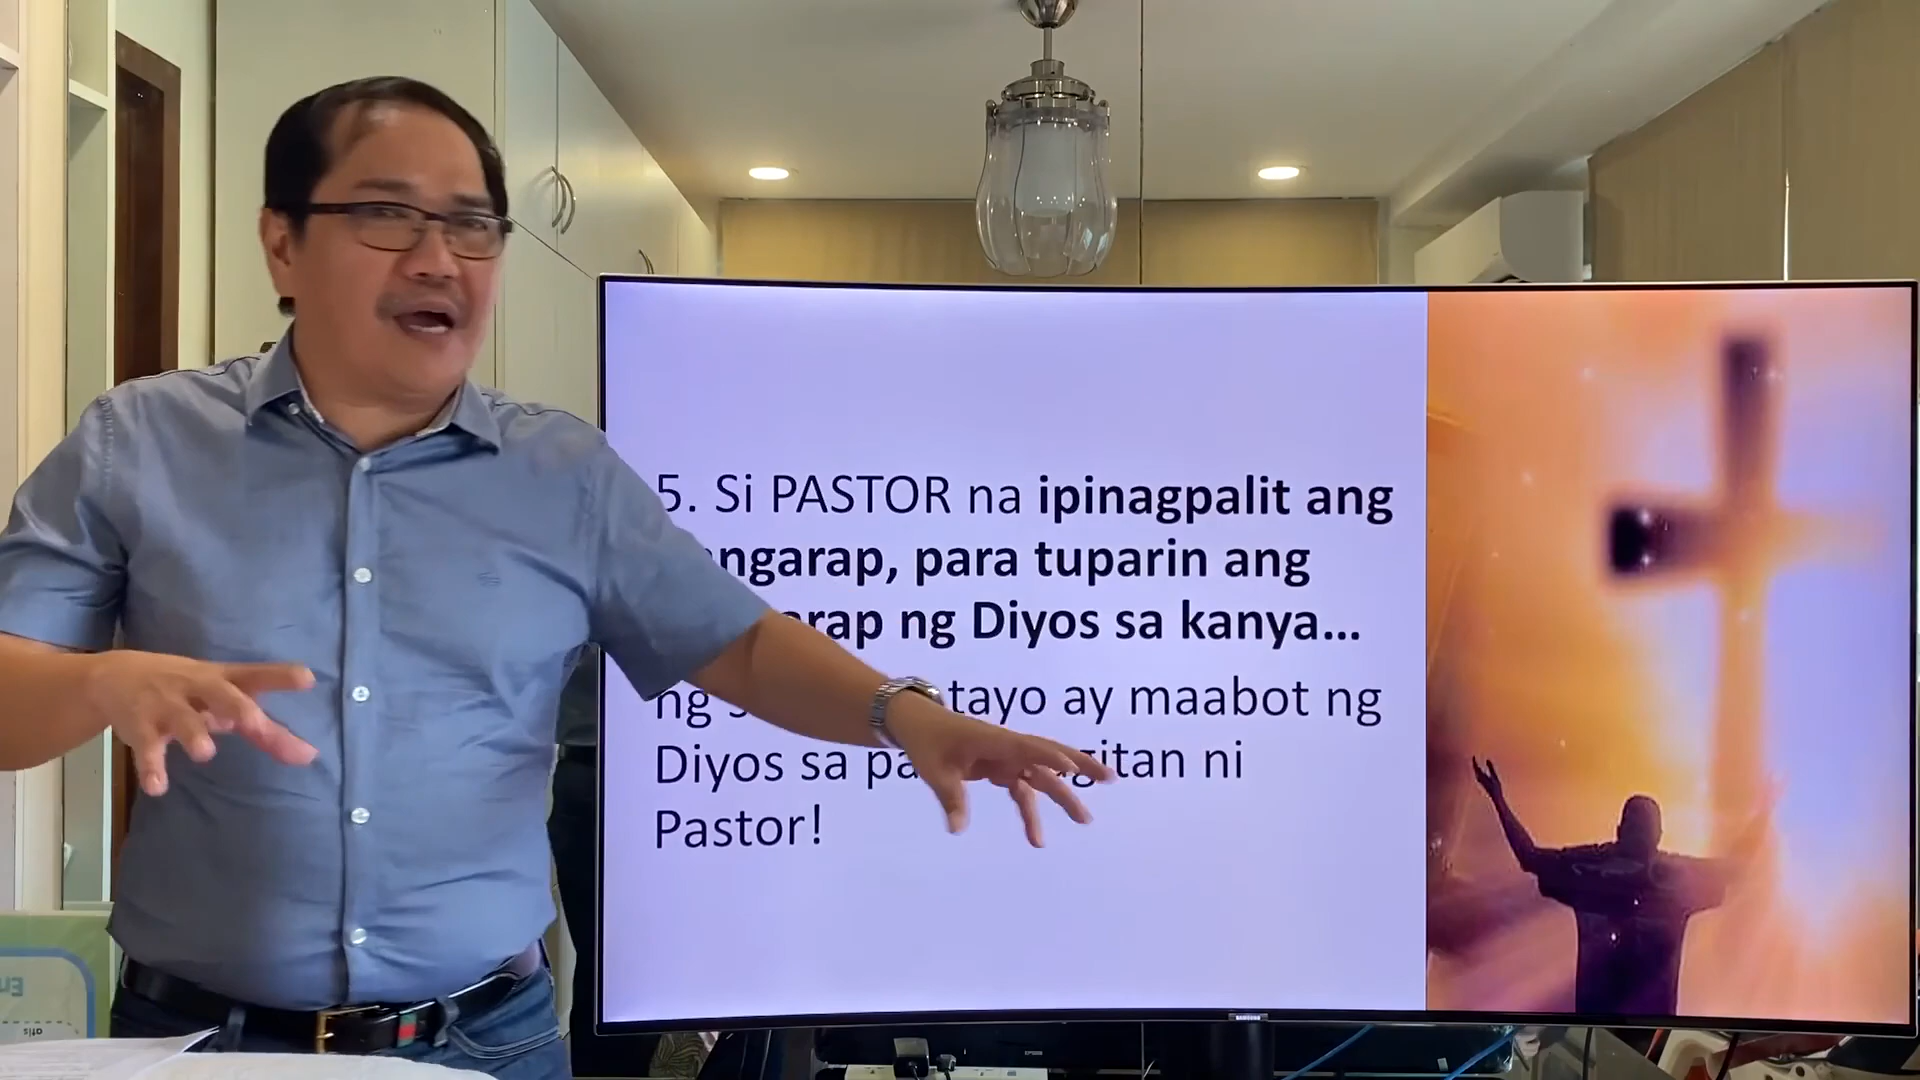 5. Si PASTOR na ipinagpalit ang
ngarap, para tuparin ang
arap ng Diyos sa kanya...
ng tayo ay maabot ng
Diyos sa pa gitan ni
Pastor!
SAMSUNG